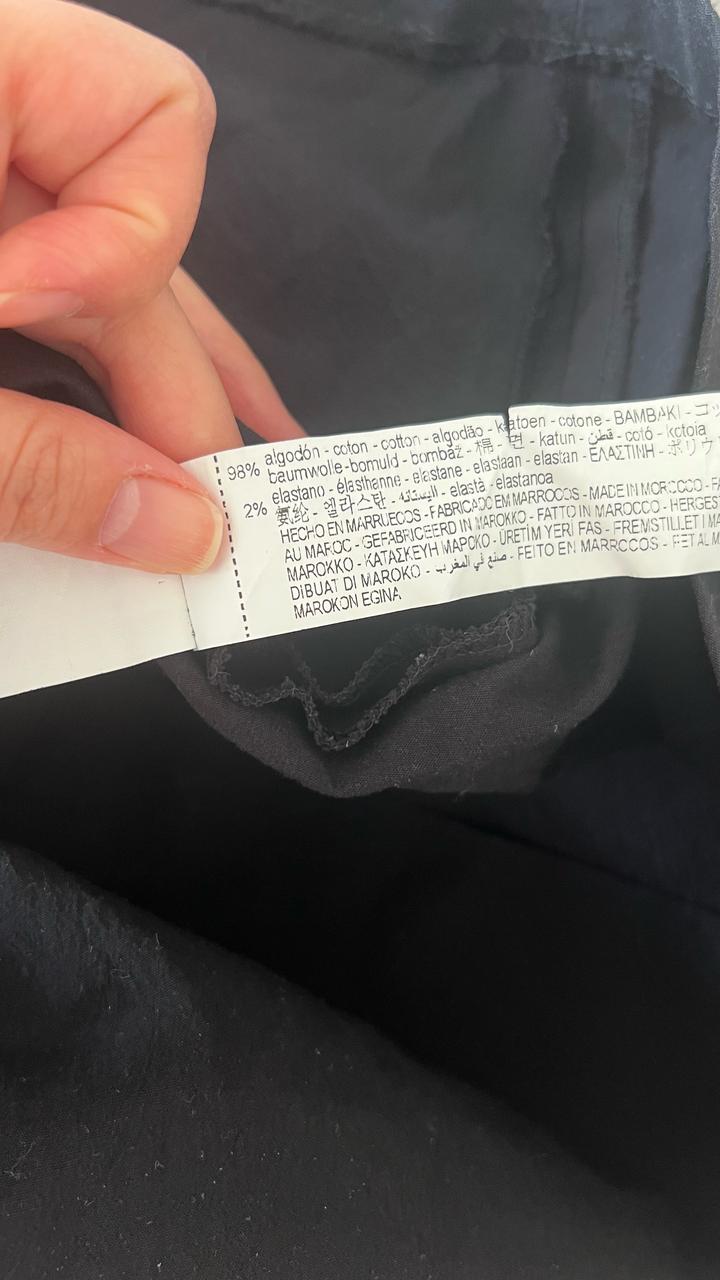 98% algodón - coton - cotton - algodão - katoen - cotone - ΒΑΜΒΑΚΙ - コッ
baumwolle - bomuld - bombaž - 棉 - 면 - katun - قطن - cotó - kotoia
2% elastano - élasthanne - elastane - elastaan - elastan - ΕΛΑΣΤΙΝΗ - ポリウ
氨纶 - 엘라스탄 - اليستانة - elastà - elastanoa
HECHO EN MARRUECOS - FABRICADO EM MARROCOS - MADE IN MOROCCO - FA
AU MAROC - GEFABRICEERD IN MAROKKO - FATTO IN MAROCCO - HERGES
MAROKKO - ΚΑΤΑΣΚΕΥΗ ΜΑΡΟΚΟ - ÜRETİM YERİ FAS - FREMSTILLET I MA
DIBUAT DI MAROKO - صنع في المغرب - FEITO EN MARROCOS - FET AL M
MAROKON EGINA